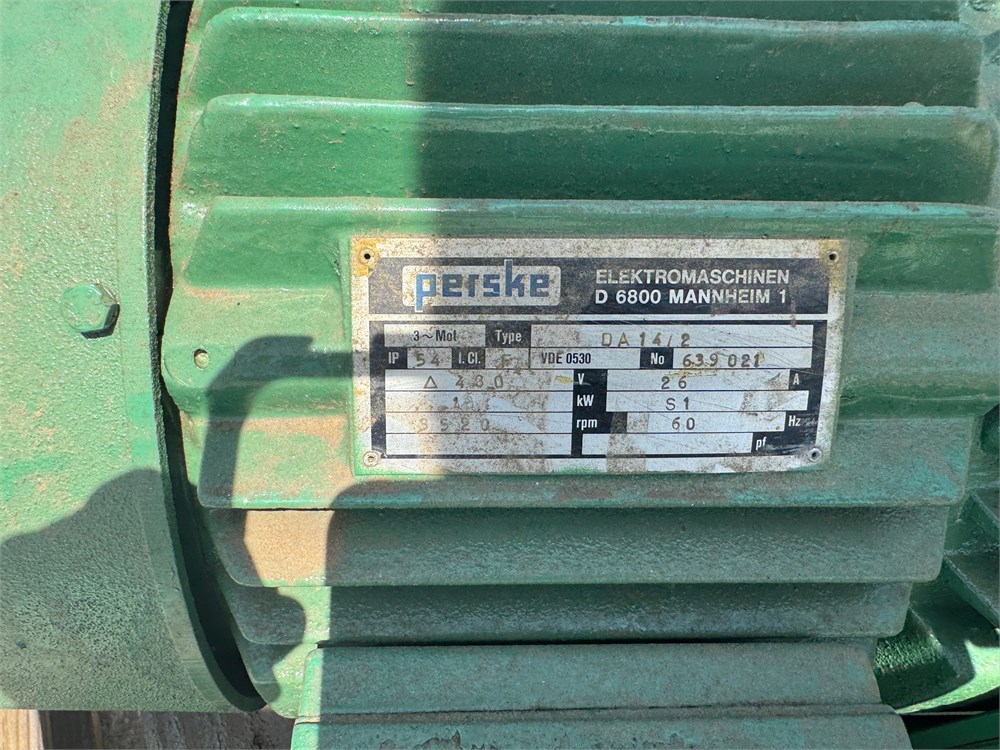 perske ELEKTROMASCHINEN
D 6800 MANNHEIM 1
3~Mot Type DA 14/2
IP 54 I.Cl. F VDE 0530 No 639 021
Δ 480 V 26 A
kW S1
3520 rpm 60 Hz
pf